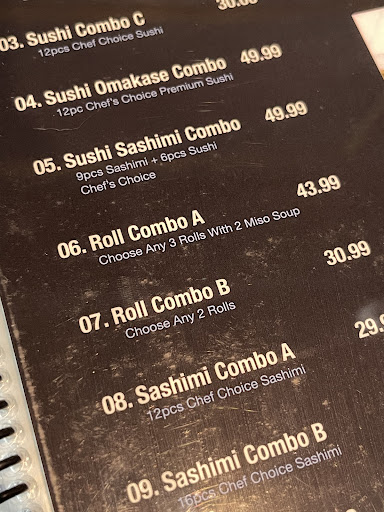 03. Sushi Combo C
12pcs Chef Choice Sushi
04. Sushi Omakase Combo 49.99
12pc Chef's Choice Premium Sushi
05. Sushi Sashimi Combo 49.99
9pcs Sashimi + 6pcs Sushi
Chef's Choice
06. Roll Combo A 43.99
Choose Any 3 Rolls With 2 Miso Soup
07. Roll Combo B 30.99
Choose Any 2 Rolls
08. Sashimi Combo A
12pcs Chef Choice Sashimi
09. Sashimi Combo B
Chef Choice Sashimi